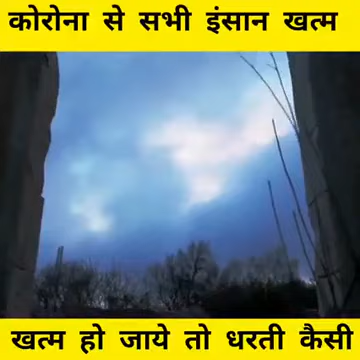 कोरोना से सभी इंसान खत्म
खत्म हो जाये तो धरती कैसी